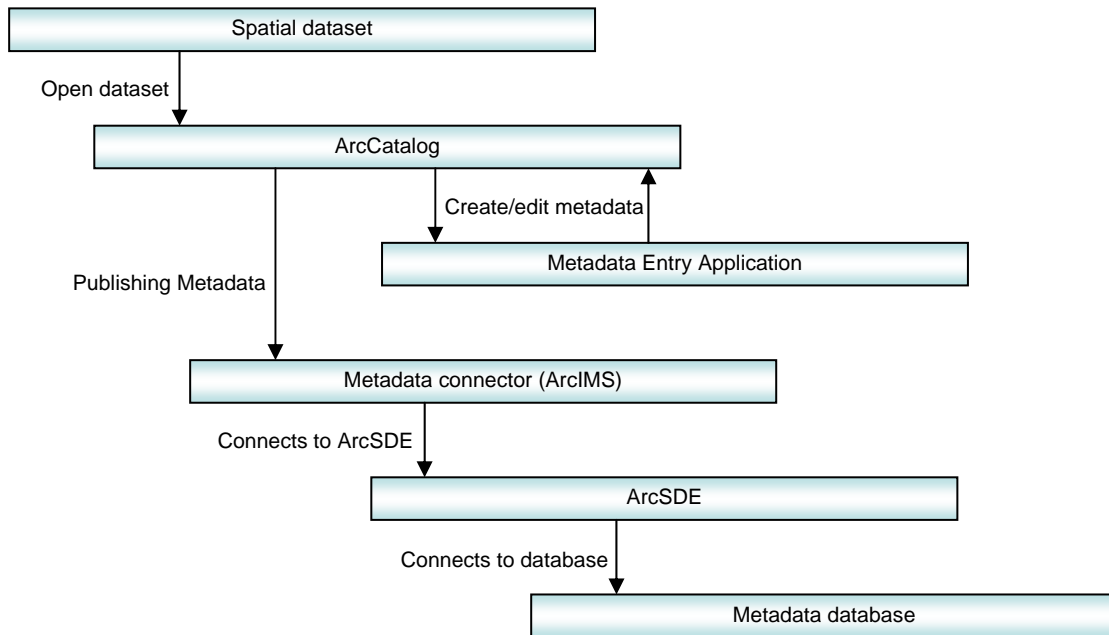 Spatial dataset
Open dataset
ArcCatalog
Create/edit metadata
Metadata Entry Application
Publishing Metadata
Metadata connector (ArcIMS)
Connects to ArcSDE
ArcSDE
Connects to database
Metadata database